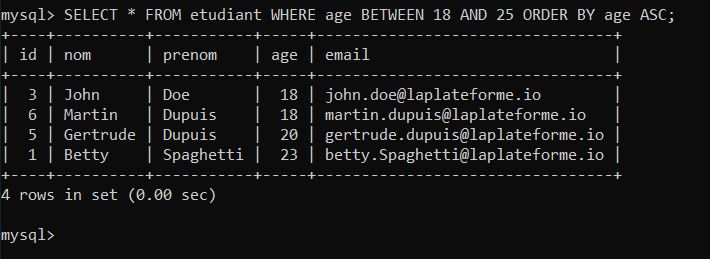 mysql> SELECT * FROM etudiant WHERE age BETWEEN 18 AND 25 ORDER BY age ASC;
+----+----------+-----------+-----+--------------------------------+
| id | nom      | prenom    | age | email                          |
+----+----------+-----------+-----+--------------------------------+
|  3 | John     | Doe       |  18 | john.doe@laplateforme.io       |
|  6 | Martin   | Dupuis    |  18 | martin.dupuis@laplateforme.io  |
|  5 | Gertrude | Dupuis    |  20 | gertrude.dupuis@laplateforme.io |
|  1 | Betty    | Spaghetti |  23 | betty.Spaghetti@laplateforme.io |
+----+----------+-----------+-----+--------------------------------+
4 rows in set (0.00 sec)
mysql>